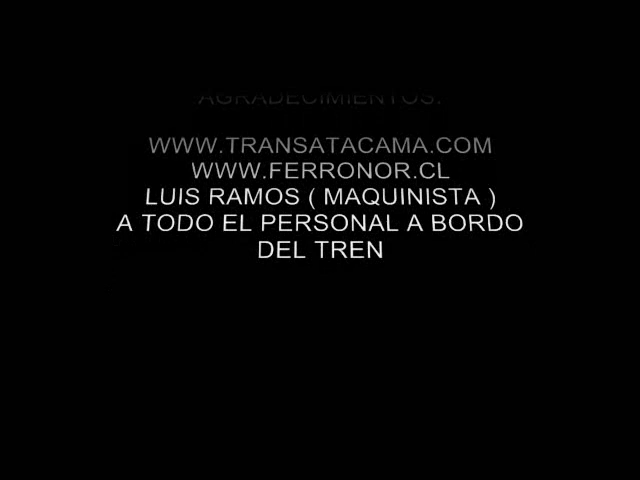 AGRADECIMIENTOS:
WWW.TRANSATACAMA.COM
WWW.FERRONOR.CL
LUIS RAMOS ( MAQUINISTA )
A TODO EL PERSONAL A BORDO
DEL TREN